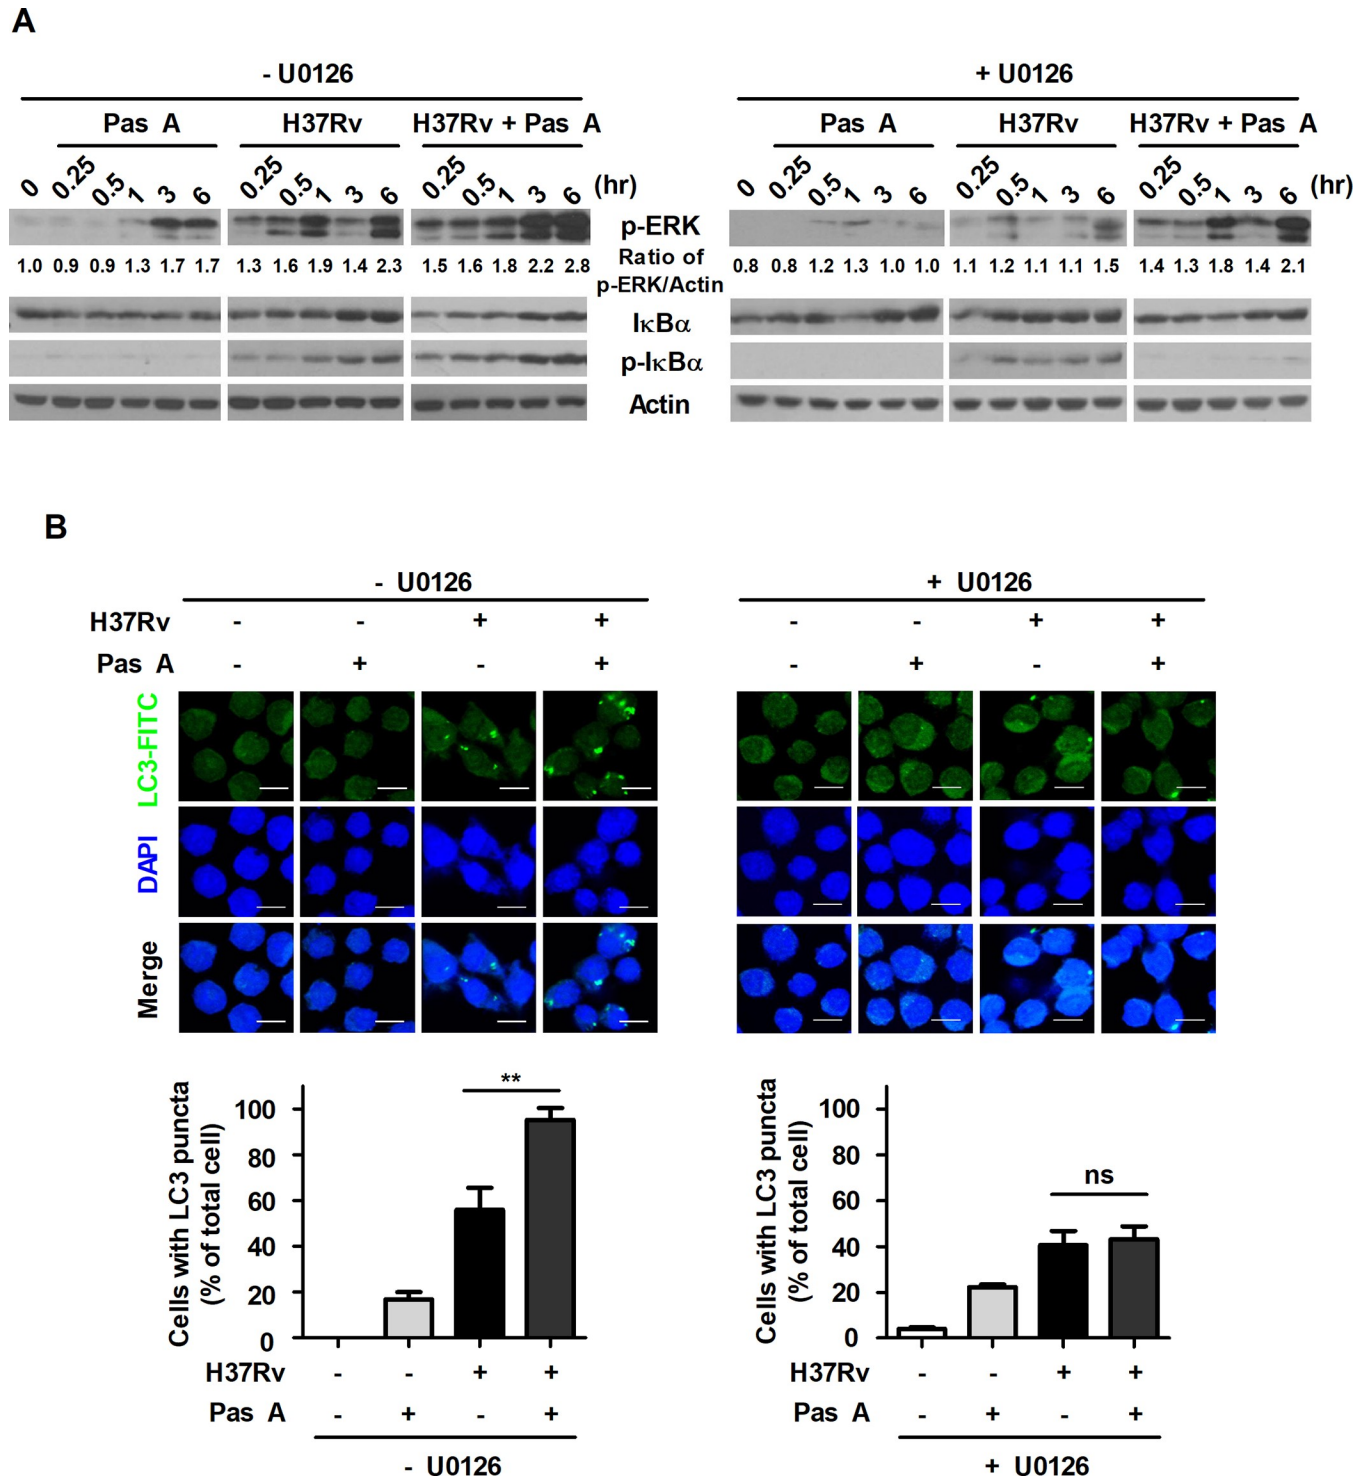 A
- U0126
+ U0126
Pas A H37Rv H37Rv + Pas A
Pas A H37Rv H37Rv + Pas A
0 0.25 0.5 1 3 6 0.25 0.5 1 3 6 0.25 0.5 1 3 6 (hr)
0 0.25 0.5 1 3 6 0.25 0.5 1 3 6 0.25 0.5 1 3 6 (hr)
p-ERK
1.0 0.9 0.9 1.3 1.7 1.7 1.3 1.6 1.9 1.4 2.3 1.5 1.6 1.8 2.2 2.8
Ratio of
p-ERK/Actin
0.8 0.8 1.2 1.3 1.0 1.0 1.1 1.2 1.1 1.1 1.5 1.4 1.3 1.8 1.4 2.1
IκBα
p-IκBα
Actin
B
- U0126
+ U0126
H37Rv - - + + - - + +
Pas A - + - + - + - +
LC3-FITC
DAPI
Merge
Cells with LC3 puncta
(% of total cell)
100
80
60
40
20
0
**
H37Rv - - + +
Pas A - + - +
- U0126
Cells with LC3 puncta
(% of total cell)
100
80
60
40
20
0
ns
H37Rv - - + +
Pas A - + - +
+ U0126